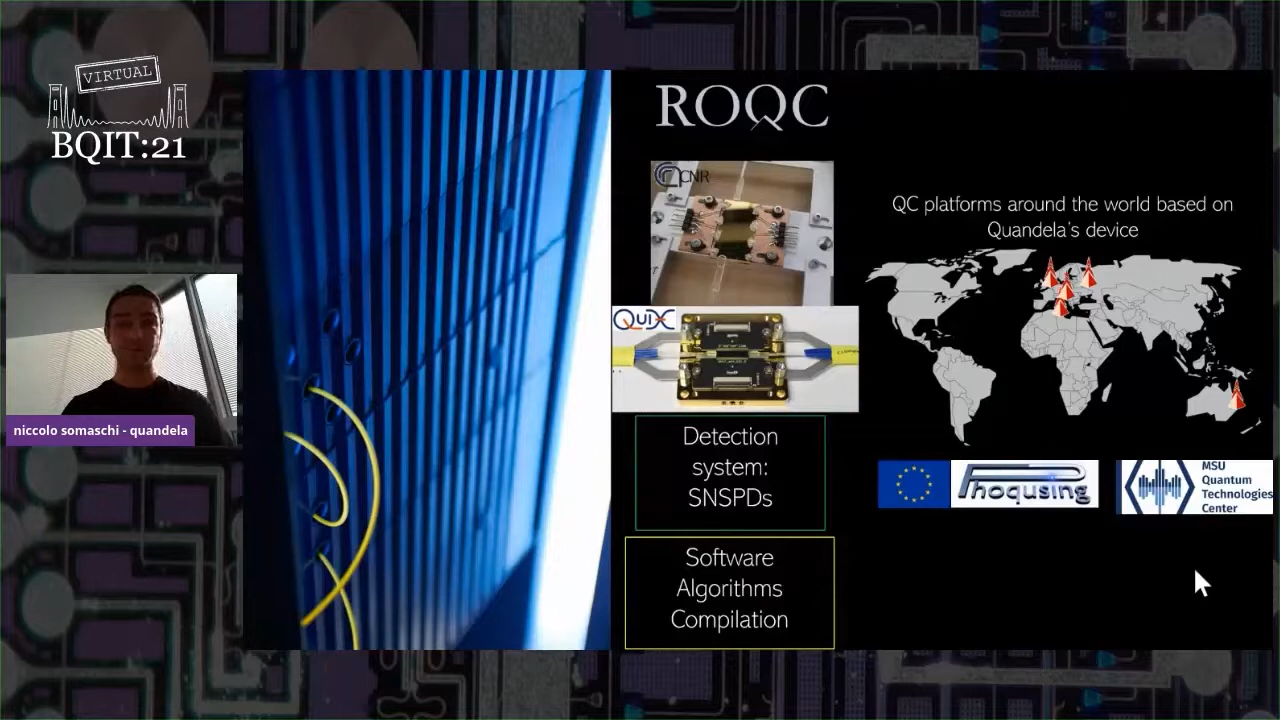 VIRTUAL
BQIT:21
niccolo somaschi - quandela
ROQC
CNR
QuiX
Detection
system:
SNSPDs
Software
Algorithms
Compilation
QC platforms around the world based on
Quandela's device
Phoqusing
MSU
Quantum
Technologies
Center